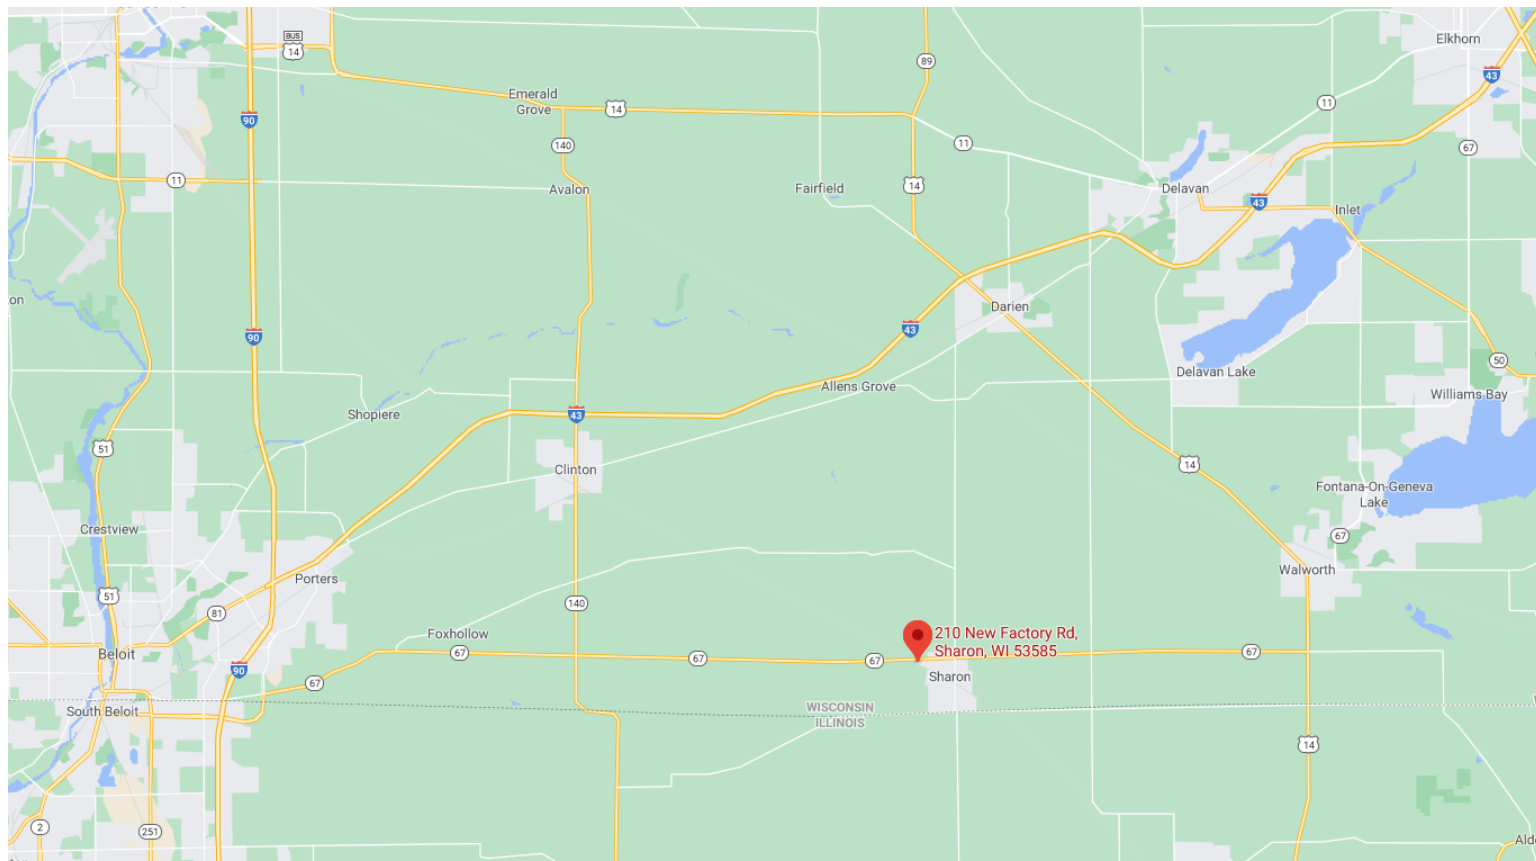 Elkhorn
BUS
14
89
43
Emerald
Grove
14
11
90
140
11
67
11
Avalon
Fairfield
14
Delavan
43
Inlet
on
Darien
90
43
50
Delavan Lake
Allens Grove
Williams Bay
Shopiere
43
51
Clinton
14
Fontana-On-Geneva
Lake
Crestview
67
Porters
Walworth
51
140
81
Foxhollow
210 New Factory Rd,
Sharon, WI 53585
Beloit
67
67
67
67
90
Sharon
67
South Beloit
WISCONSIN
ILLINOIS
14
2
251
Ald